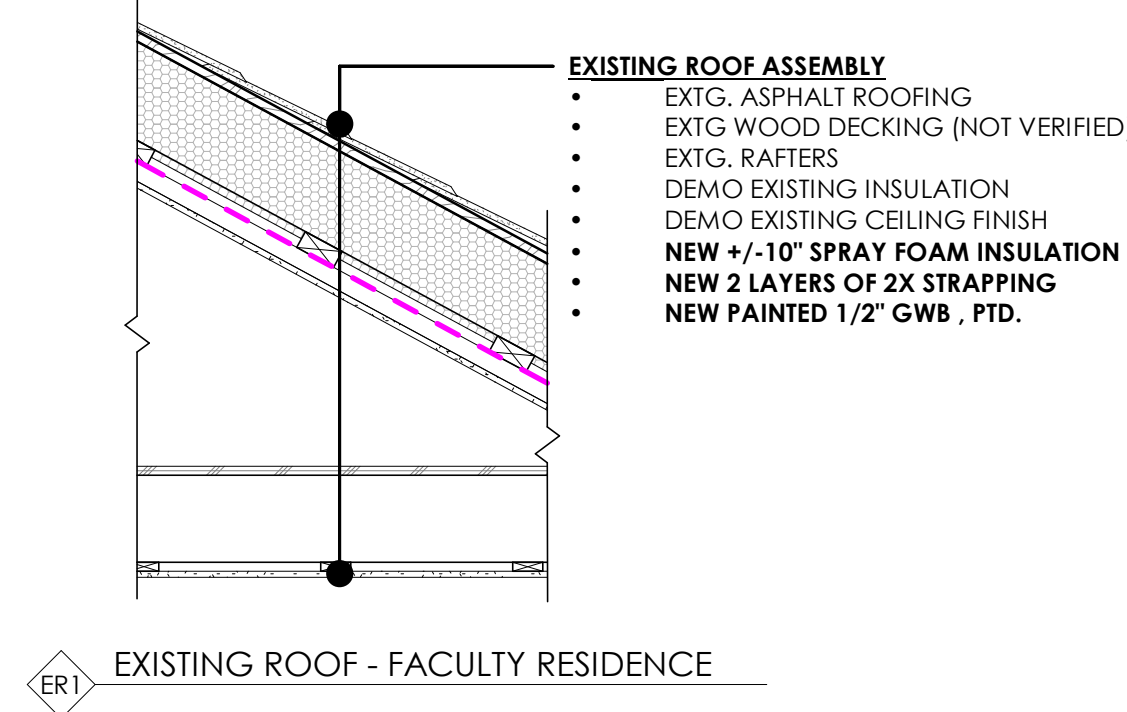 EXISTING ROOF ASSEMBLY
• EXTG. ASPHALT ROOFING
• EXTG WOOD DECKING (NOT VERIFIED)
• EXTG. RAFTERS
• DEMO EXISTING INSULATION
• DEMO EXISTING CEILING FINISH
• NEW +/-10" SPRAY FOAM INSULATION
• NEW 2 LAYERS OF 2X STRAPPING
• NEW PAINTED 1/2" GWB , PTD.
ER1 EXISTING ROOF - FACULTY RESIDENCE